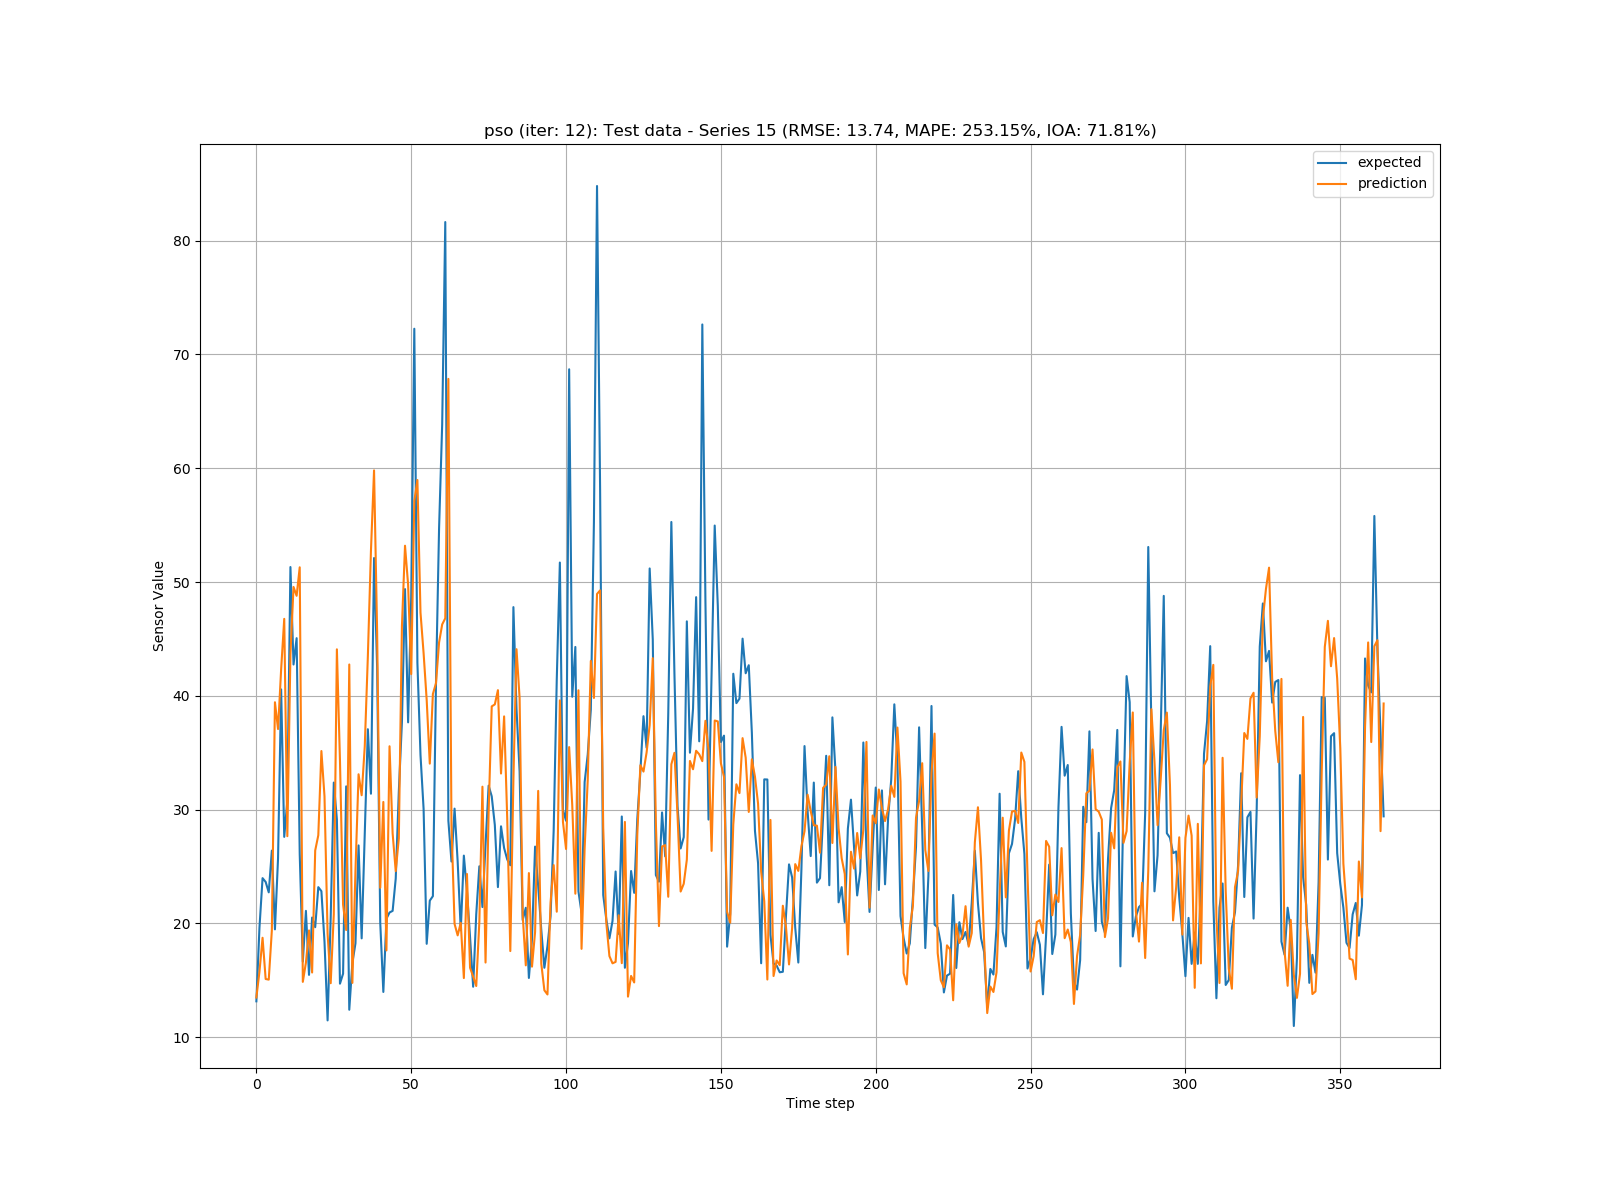 pso (iter: 12): Test data - Series 15 (RMSE: 13.74, MAPE: 253.15%, IOA: 71.81%)
expected
prediction
80
70
60
50
40
30
20
10
Sensor Value
0 50 100 150 200 250 300 350
Time step